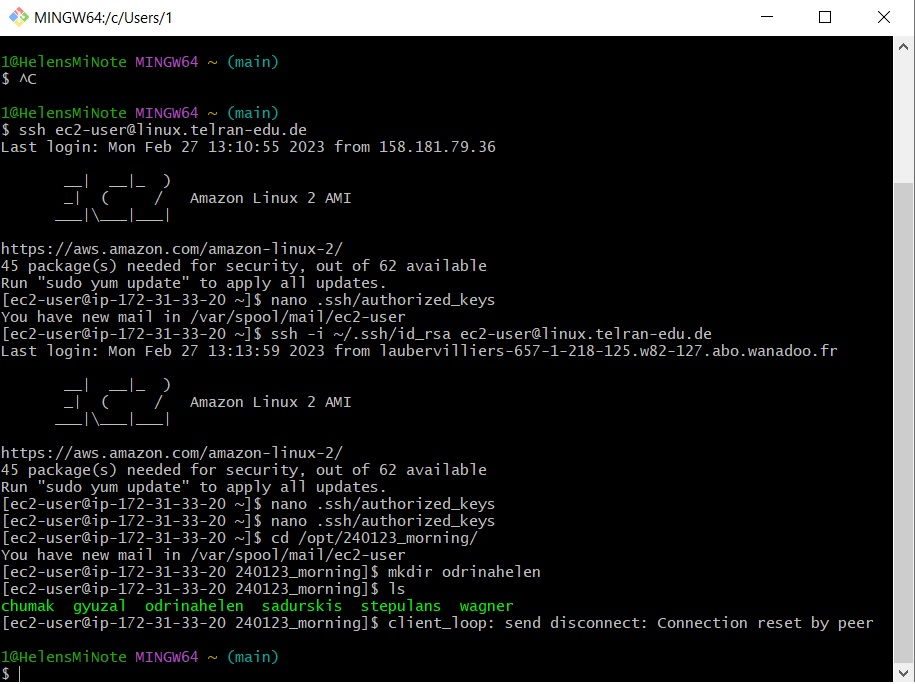 MINGW64:/c/Users/1
1@HelensMiNote MINGW64 ~ (main)
$ ^C
1@HelensMiNote MINGW64 ~ (main)
$ ssh ec2-user@linux.telran-edu.de
Last login: Mon Feb 27 13:10:55 2023 from 158.181.79.36
       __|  __|_  )
       _|  (     /   Amazon Linux 2 AMI
      ___|\___|___|
https://aws.amazon.com/amazon-linux-2/
45 package(s) needed for security, out of 62 available
Run "sudo yum update" to apply all updates.
[ec2-user@ip-172-31-33-20 ~]$ nano .ssh/authorized_keys
You have new mail in /var/spool/mail/ec2-user
[ec2-user@ip-172-31-33-20 ~]$ ssh -i ~/.ssh/id_rsa ec2-user@linux.telran-edu.de
Last login: Mon Feb 27 13:13:59 2023 from laubervilliers-657-1-218-125.w82-127.abo.wanadoo.fr
       __|  __|_  )
       _|  (     /   Amazon Linux 2 AMI
      ___|\___|___|
https://aws.amazon.com/amazon-linux-2/
45 package(s) needed for security, out of 62 available
Run "sudo yum update" to apply all updates.
[ec2-user@ip-172-31-33-20 ~]$ nano .ssh/authorized_keys
[ec2-user@ip-172-31-33-20 ~]$ nano .ssh/authorized_keys
[ec2-user@ip-172-31-33-20 ~]$ cd /opt/240123_morning/
You have new mail in /var/spool/mail/ec2-user
[ec2-user@ip-172-31-33-20 240123_morning]$ mkdir odrinahelen
[ec2-user@ip-172-31-33-20 240123_morning]$ ls
chumak  gyuzal  odrinahelen  sadurskis  stepulans  wagner
[ec2-user@ip-172-31-33-20 240123_morning]$ client_loop: send disconnect: Connection reset by peer
1@HelensMiNote MINGW64 ~ (main)
$